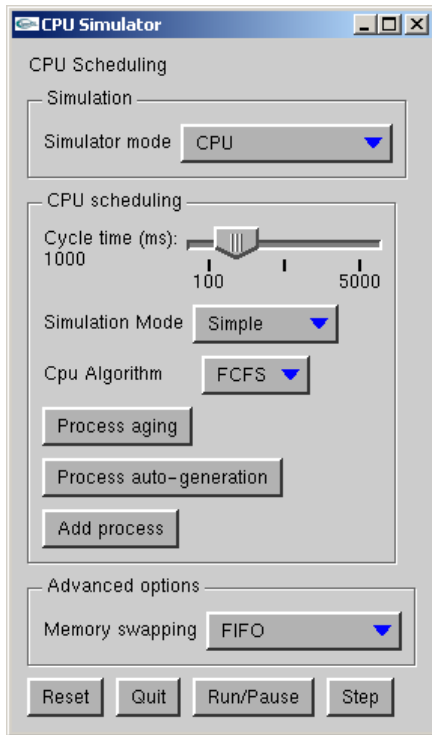 CPU Simulator
CPU Scheduling
Simulation
Simulator mode CPU
CPU scheduling
Cycle time (ms):
1000
100 5000
Simulation Mode Simple
Cpu Algorithm FCFS
Process aging
Process auto-generation
Add process
Advanced options
Memory swapping FIFO
Reset Quit Run/Pause Step